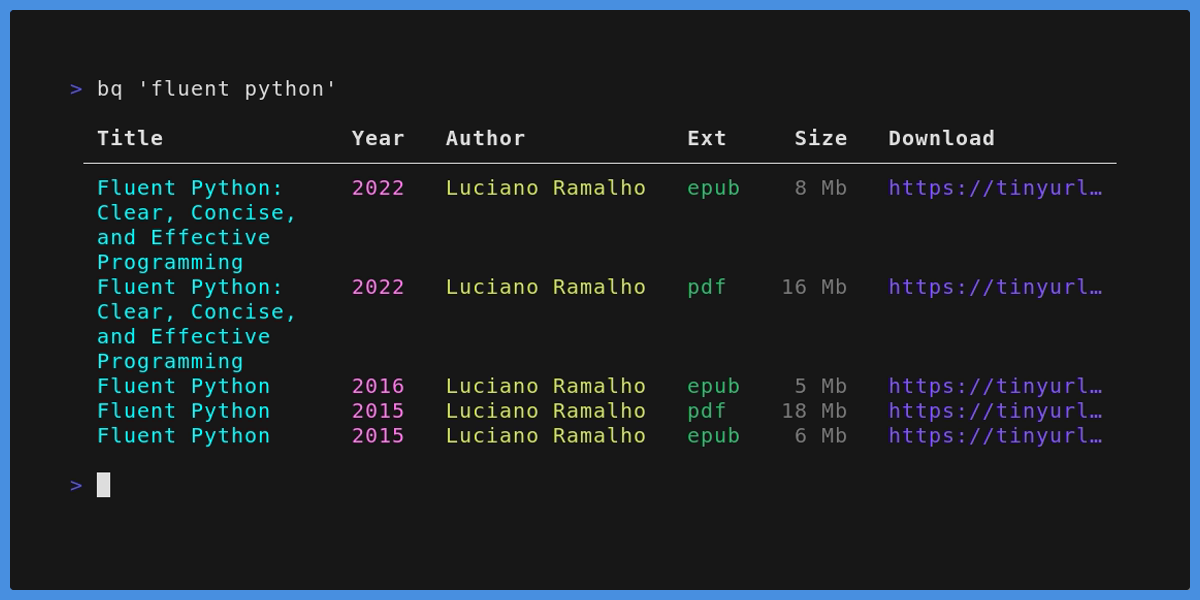 > bq 'fluent python'
Title Year Author Ext Size Download
Fluent Python: 2022 Luciano Ramalho epub 8 Mb https://tinyurl…
Clear, Concise,
and Effective
Programming
Fluent Python: 2022 Luciano Ramalho pdf 16 Mb https://tinyurl…
Clear, Concise,
and Effective
Programming
Fluent Python 2016 Luciano Ramalho epub 5 Mb https://tinyurl…
Fluent Python 2015 Luciano Ramalho pdf 18 Mb https://tinyurl…
Fluent Python 2015 Luciano Ramalho epub 6 Mb https://tinyurl…
>